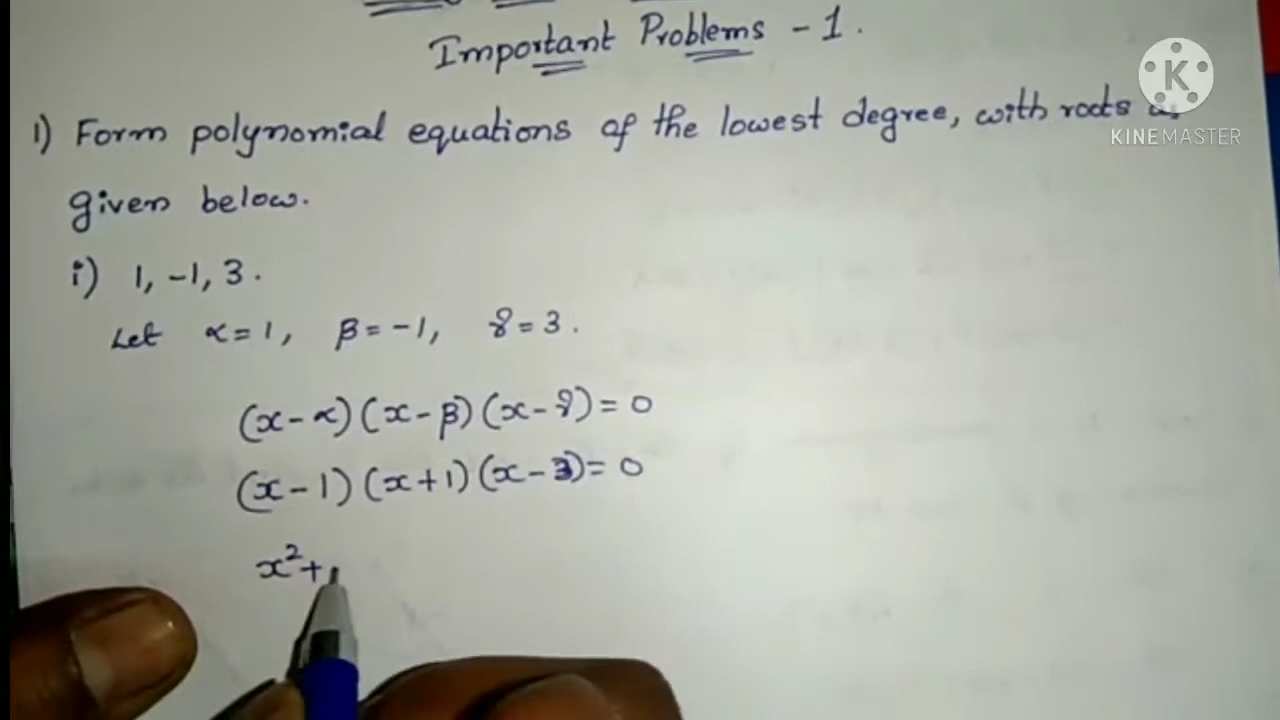 Important Problems - 1.
K
KINEMASTER
1) Form polynomial equations of the lowest degree, with roots as
given below.
i) 1, -1, 3.
Let α = 1, β = -1, γ = 3.
(x - α) (x - β) (x - γ) = 0
(x - 1) (x + 1) (x - 3) = 0
x² +